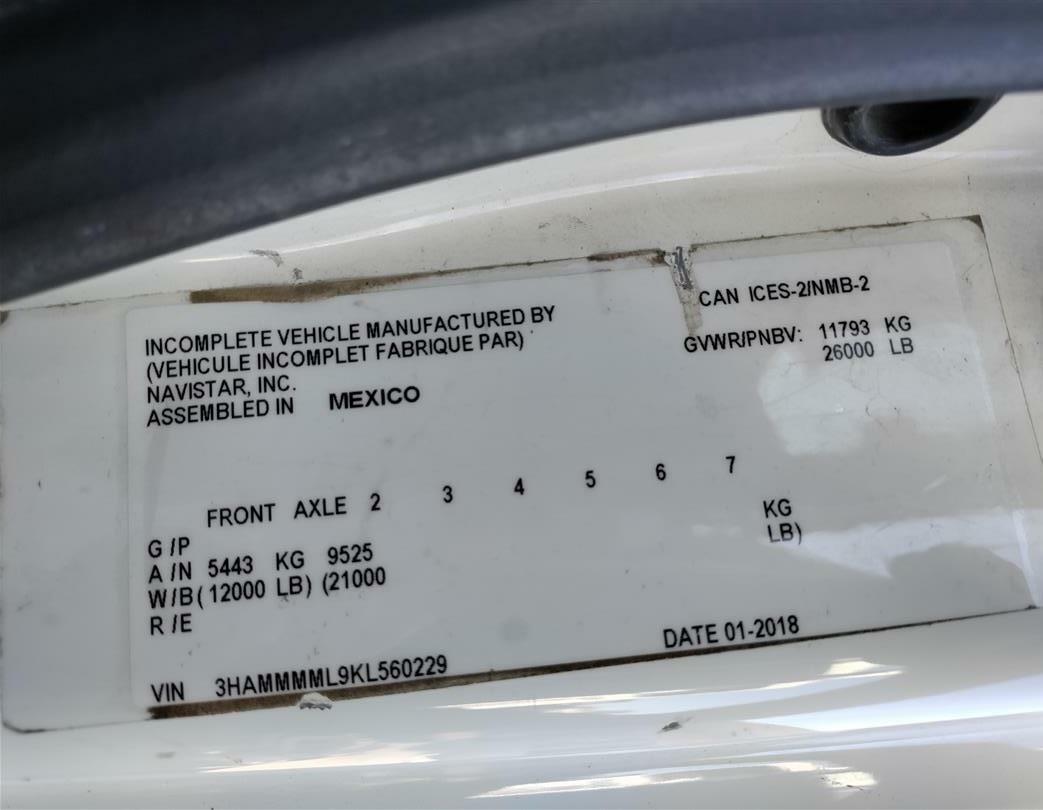 INCOMPLETE VEHICLE MANUFACTURED BY
(VEHICULE INCOMPLET FABRIQUE PAR)
NAVISTAR, INC.
ASSEMBLED IN MEXICO
CAN ICES-2/NMB-2
GVWR/PNBV: 11793 KG
26000 LB
FRONT AXLE 2 3 4 5 6 7
G /P
A /N 5443 KG 9525 KG
W/B (12000 LB) (21000 LB)
R /E
VIN 3HAMMMML9KL560229
DATE 01-2018